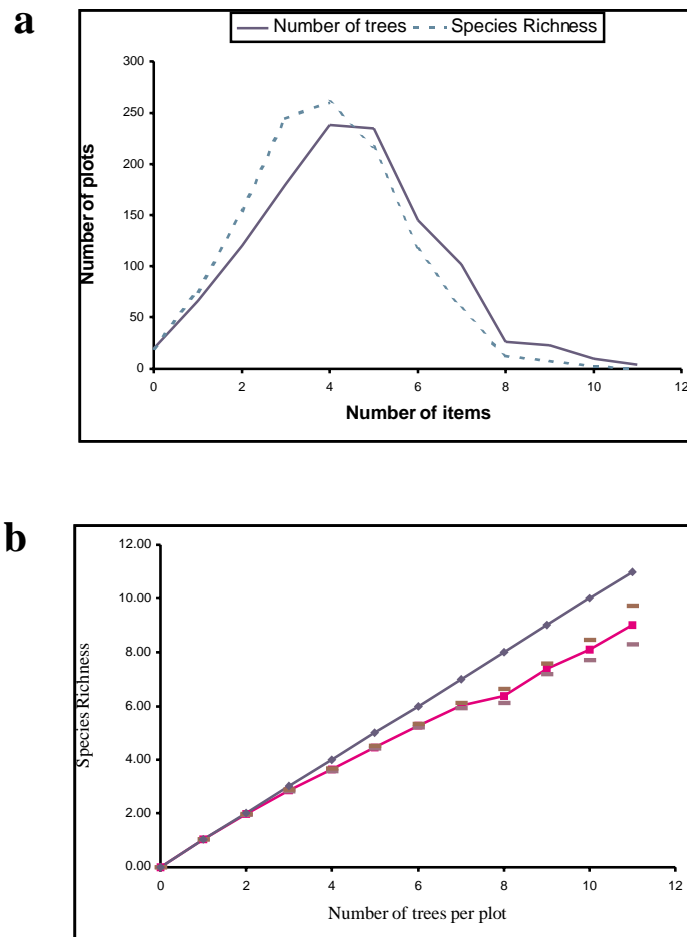 a
Number of trees Species Richness
300
250
200
150
100
50
0
Number of plots
0 2 4 6 8 10 12
Number of items
b
12.00
10.00
8.00
6.00
4.00
2.00
0.00
Species Richness
0 2 4 6 8 10 12
Number of trees per plot